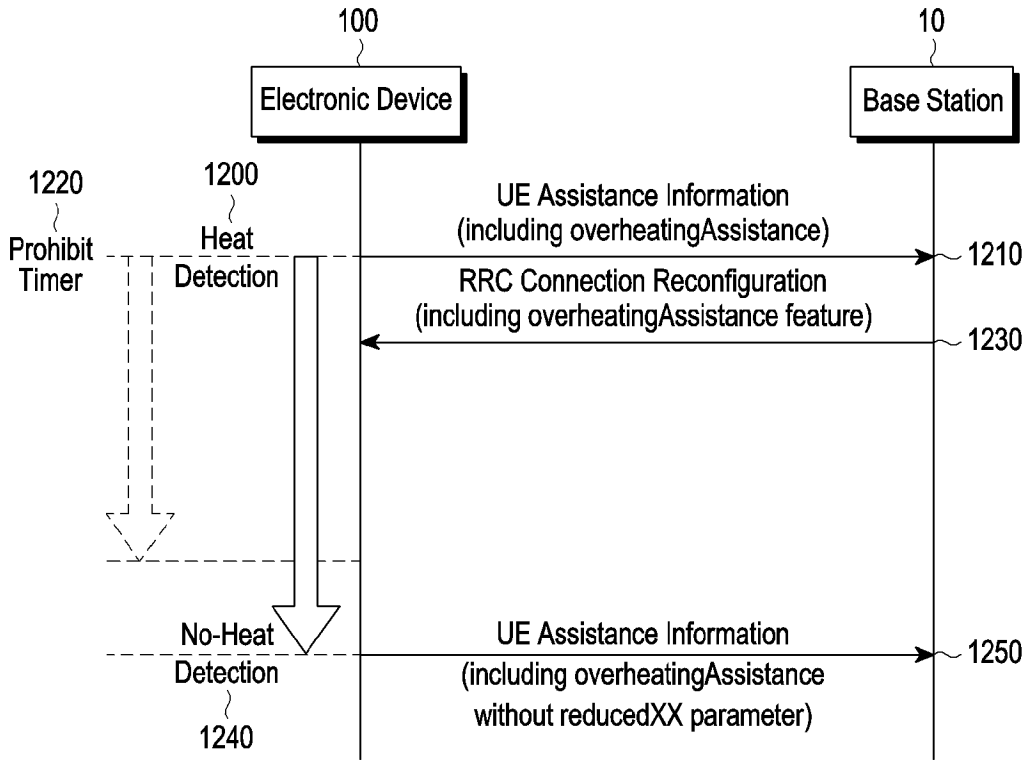 100
10
Electronic Device
Base Station
1220
1200
Prohibit
Timer
Heat
Detection
UE Assistance Information
(including overheatingAssistance)
1210
RRC Connection Reconfiguration
(including overheatingAssistance feature)
1230
No-Heat
Detection
1240
UE Assistance Information
(including overheatingAssistance
without reducedXX parameter)
1250